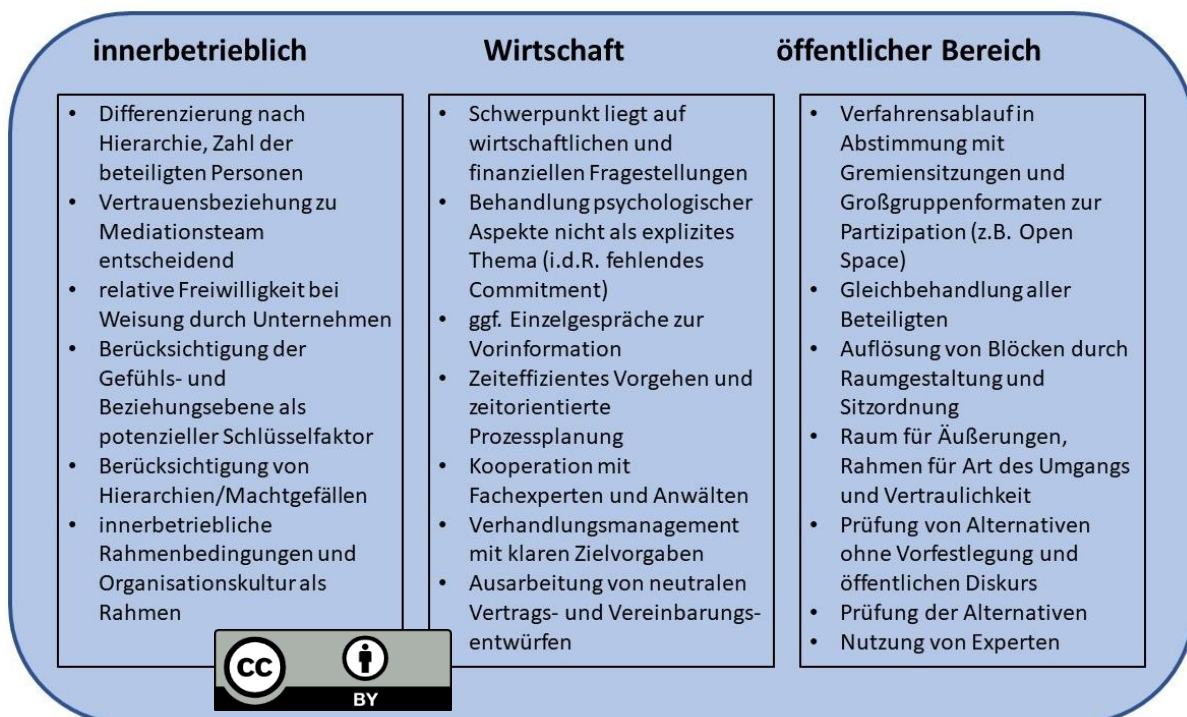 innerbetrieblich
• Differenzierung nach
Hierarchie, Zahl der
beteiligten Personen
• Vertrauensbeziehung zu
Mediationsteam
entscheidend
• relative Freiwilligkeit bei
Weisung durch Unternehmen
• Berücksichtigung der
Gefühls- und
Beziehungsebene als
potenzieller Schlüsselfaktor
• Berücksichtigung von
Hierarchien/Machtgefällen
• innerbetriebliche
Rahmenbedingungen und
Organisationskultur als
Rahmen
Wirtschaft
• Schwerpunkt liegt auf
wirtschaftlichen und
finanziellen Fragestellungen
• Behandlung psychologischer
Aspekte nicht als explizites
Thema (i.d.R. fehlendes
Commitment)
• ggf. Einzelgespräche zur
Vorinformation
• Zeiteffizientes Vorgehen und
zeitorientierte
Prozessplanung
• Kooperation mit
Fachexperten und Anwälten
• Verhandlungsmanagement
mit klaren Zielvorgaben
• Ausarbeitung von neutralen
Vertrags- und Vereinbarungs-
entwürfen
öffentlicher Bereich
• Verfahrensablauf in
Abstimmung mit
Gremiensitzungen und
Großgruppenformaten zur
Partizipation (z.B. Open
Space)
• Gleichbehandlung aller
Beteiligten
• Auflösung von Blöcken durch
Raumgestaltung und
Sitzordnung
• Raum für Äußerungen,
Rahmen für Art des Umgangs
und Vertraulichkeit
• Prüfung von Alternativen
ohne Vorfestlegung und
öffentlichen Diskurs
• Prüfung der Alternativen
• Nutzung von Experten
cc
BY